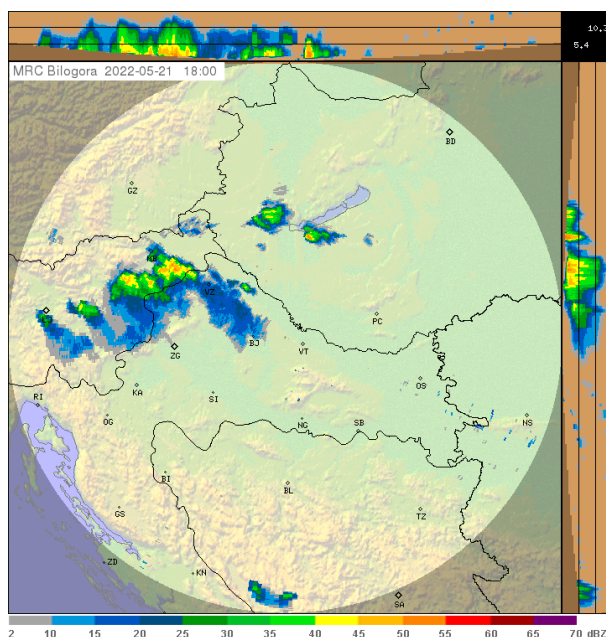 10.3
5.4
MRC Bilogora 2022-05-21 18:00
BD
GZ
VZ
PC
BJ
VT
ZG
OS
KA
SI
RI
OG
NG
SB
NS
BI
BL
GS
TZ
ZD
KN
SA
2 10 15 20 25 30 35 40 45 50 55 60 65 70 dBZ